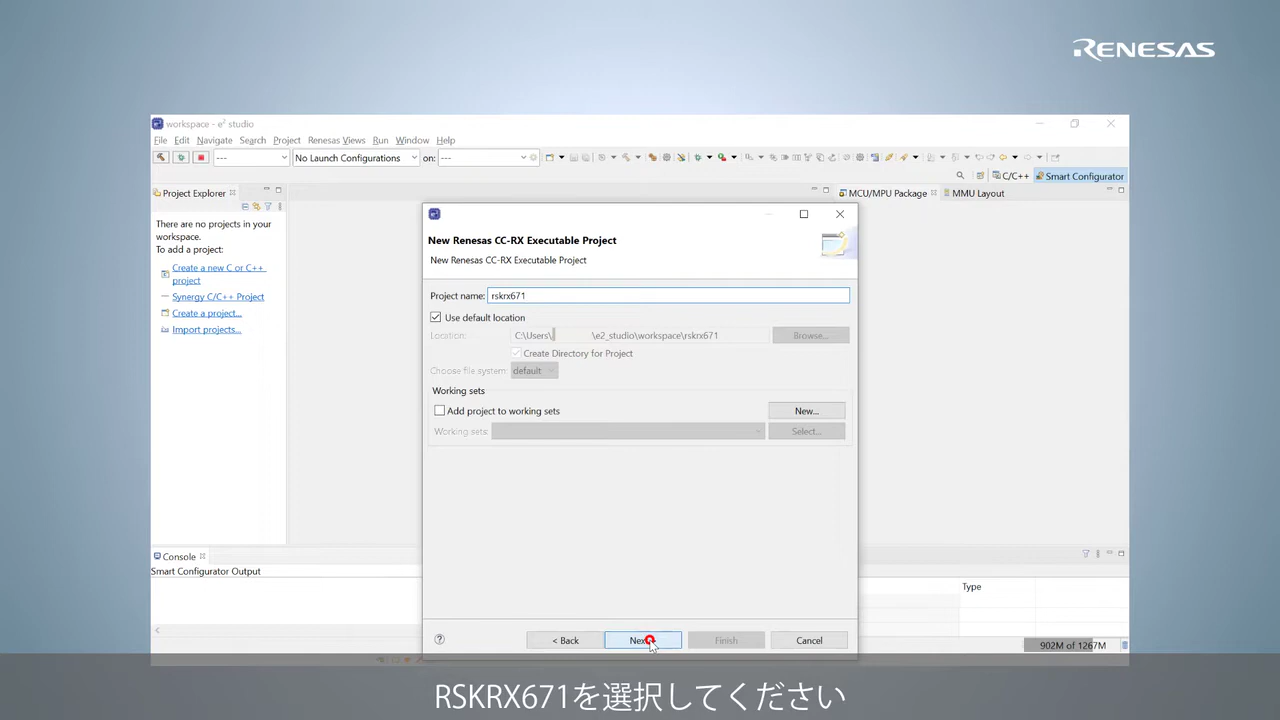 RENESAS
workspace - e² studio
File Edit Navigate Search Project Renesas Views Run Window Help
--- No Launch Configurations on: ---
C/C++ Smart Configurator
Project Explorer
MCU/MPU Package MMU Layout
There are no projects in your
workspace.
To add a project:
Create a new C or C++
project
Synergy C/C++ Project
Create a project...
Import projects...
New Renesas CC-RX Executable Project
New Renesas CC-RX Executable Project
Project name: rskrx671
Use default location
Location: C:\Users\ \e2_studio\workspace\rskrx671 Browse...
Create Directory for Project
Choose file system: default
Working sets
Add project to working sets New...
Working sets: Select...
< Back Finish Cancel
Console
Smart Configurator Output
Type
902M of 1267M
RSKRX671を選択してください